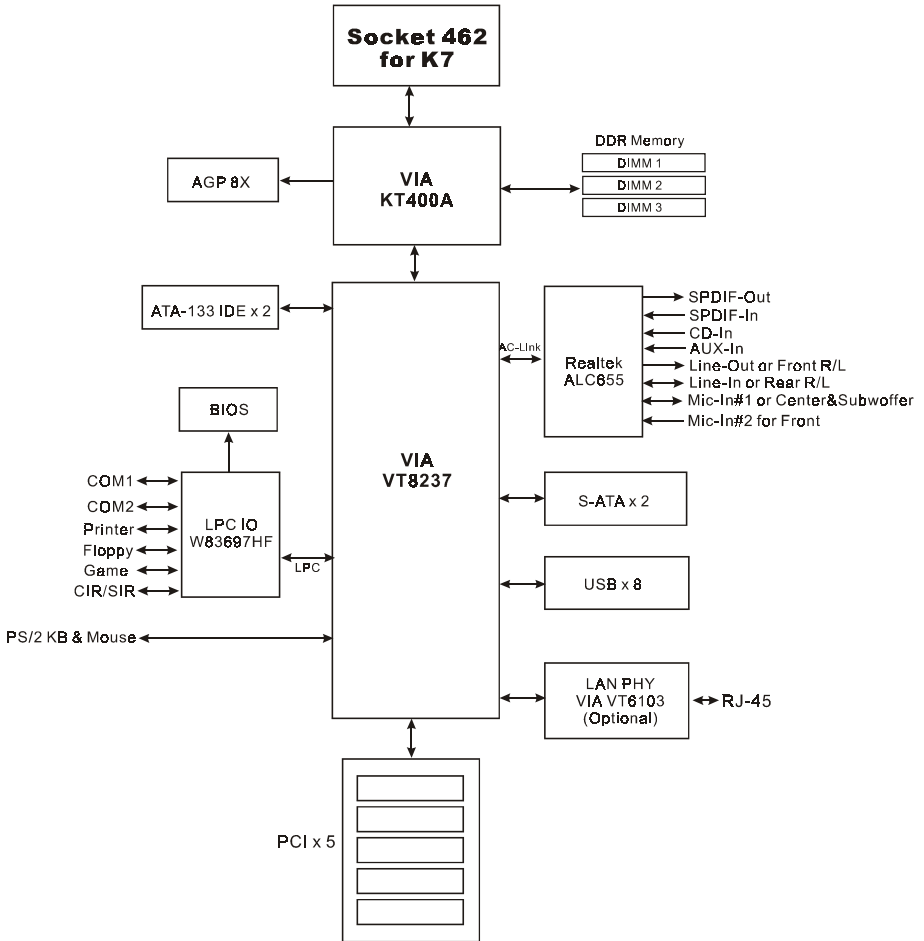 Socket 462
for K7
VIA
KT400A
AGP 8X
DDR Memory
DIMM 1
DIMM 2
DIMM 3
ATA-133 IDE x 2
AC-LInk
Realtek
ALC655
SPDIF-Out
SPDIF-In
CD-In
AUX-In
Line-Out or Front R/L
Line-In or Rear R/L
Mic-In#1 or Center&Subwoffer
Mic-In#2 for Front
BIOS
VIA
VT8237
COM1
COM2
Printer
Floppy
Game
CIR/SIR
LPC IO
W83697HF
LPC
S-ATA x 2
USB x 8
PS/2 KB & Mouse
LAN PHY
VIA VT6103
(Optional)
RJ-45
PCI x 5